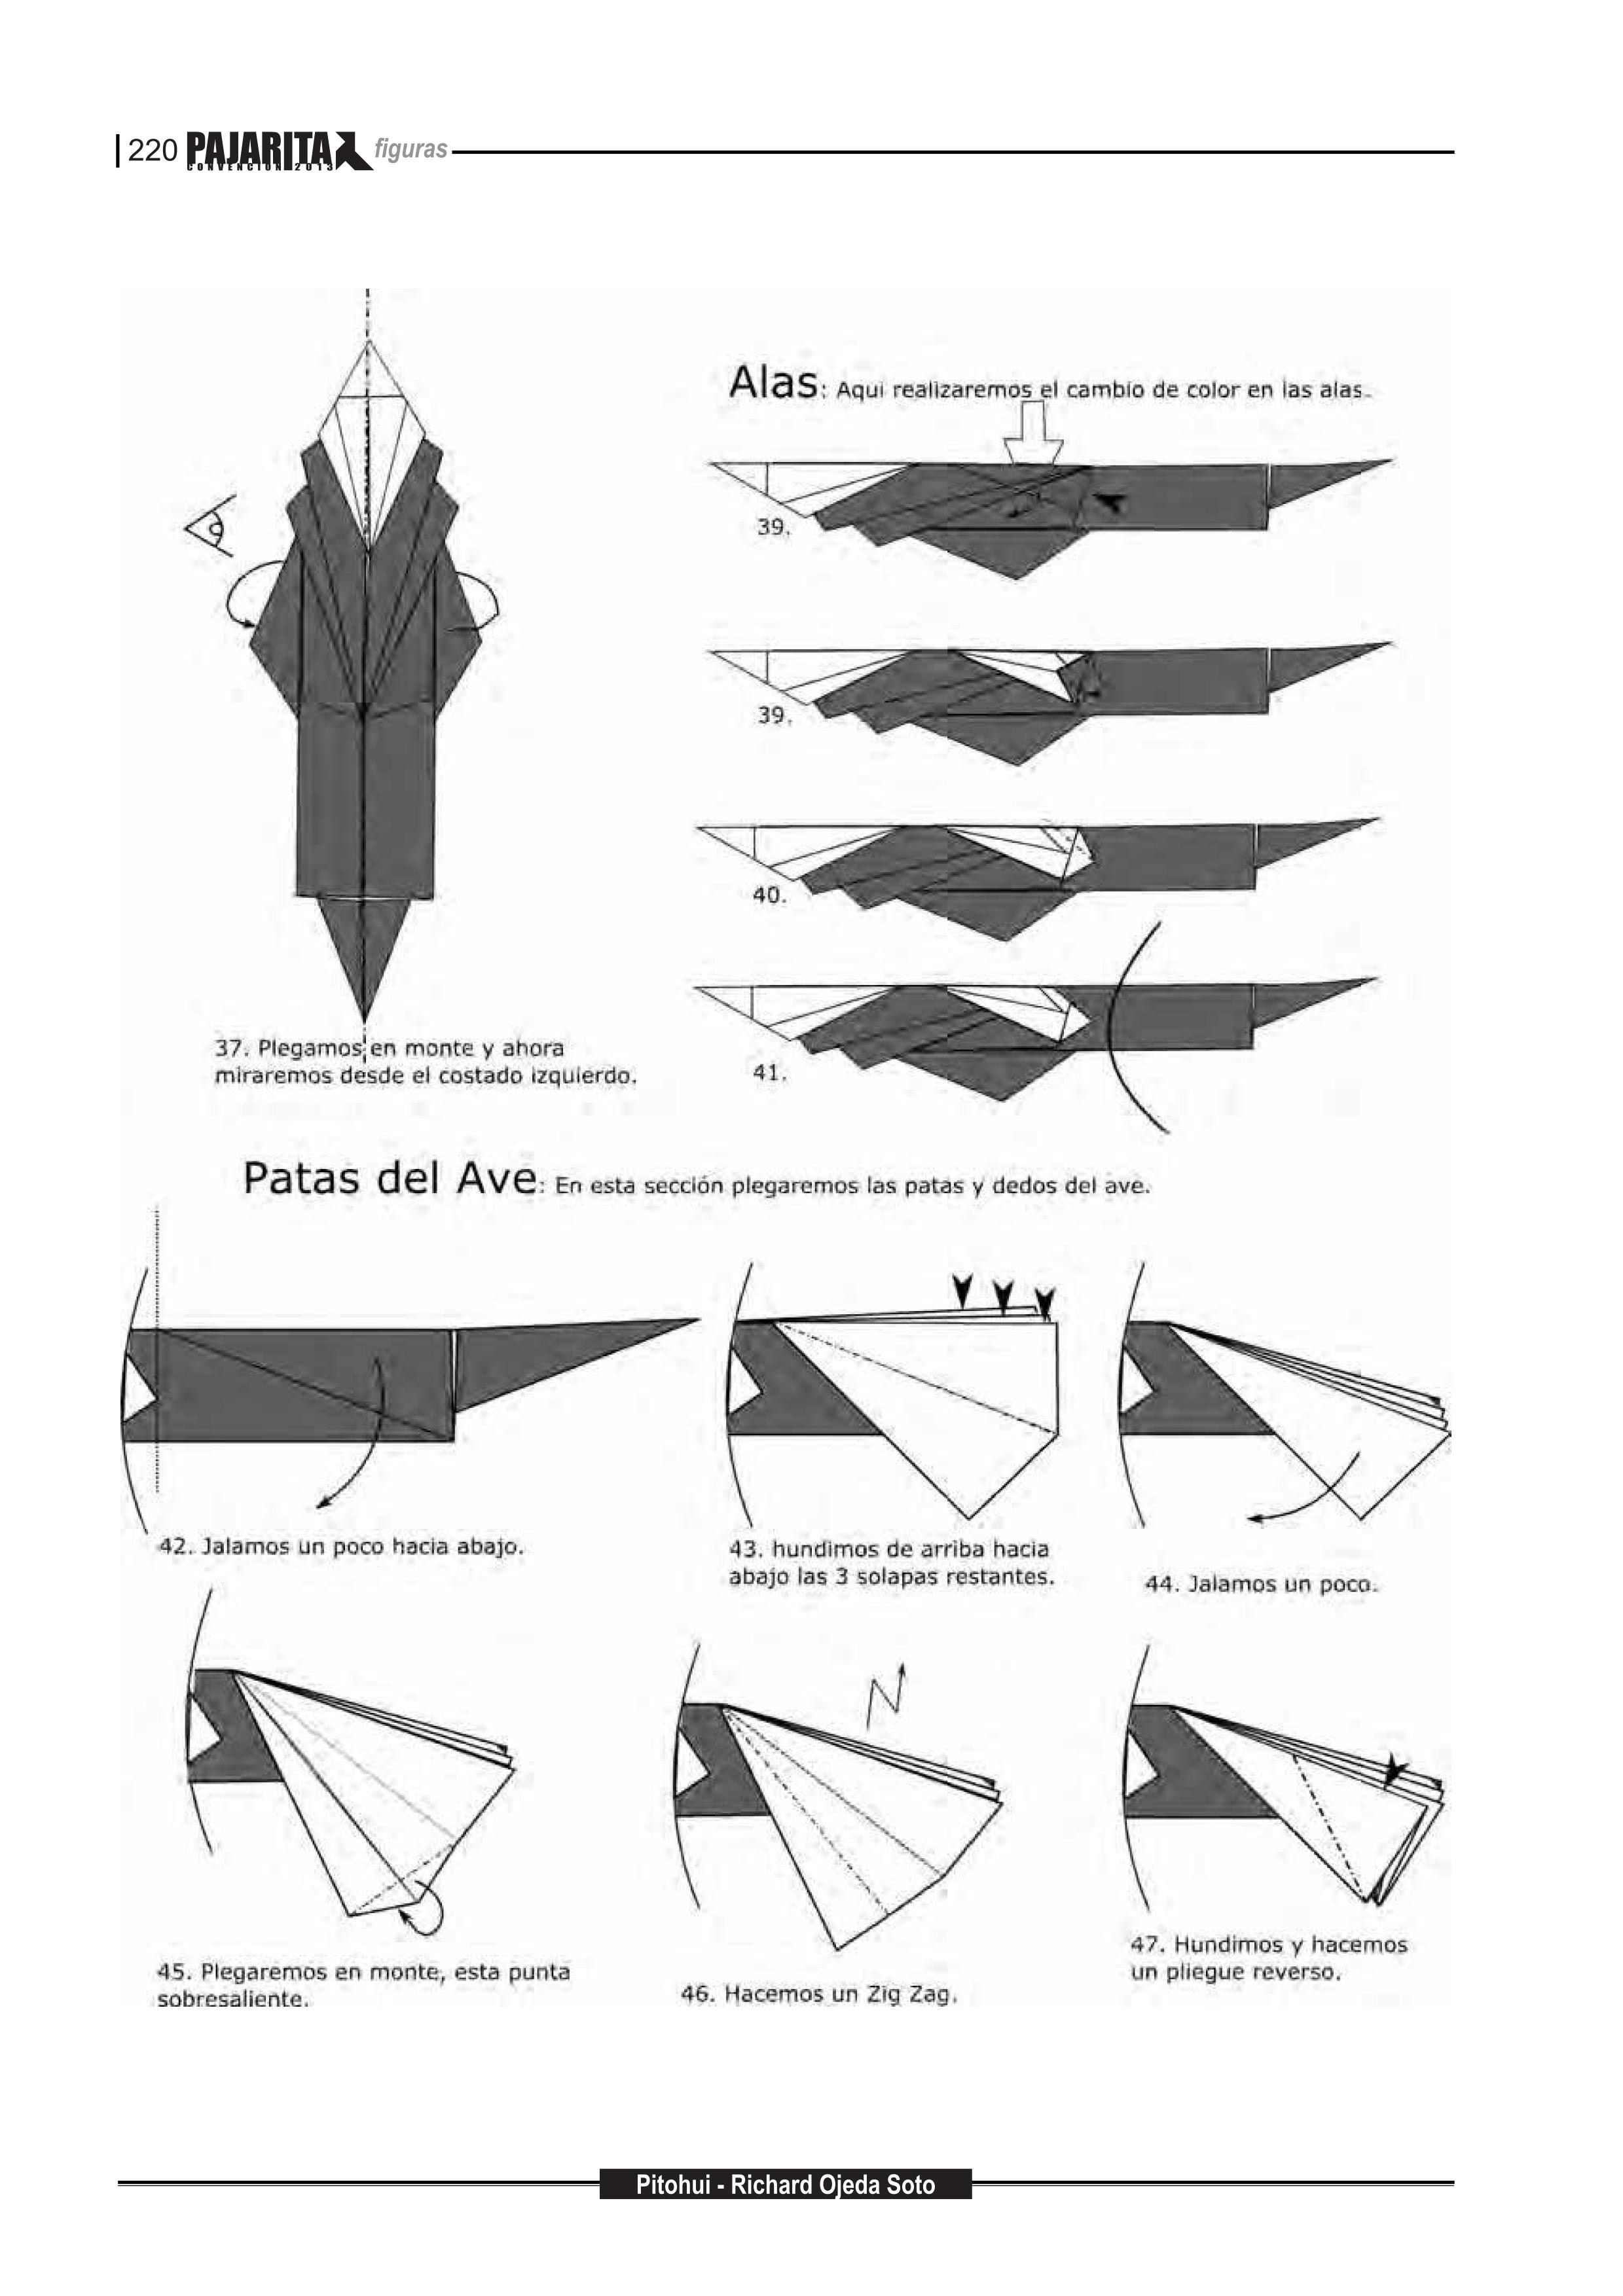 220 PAJARITA figuras
CONVENCION 2013
Alas: Aqui realizaremos el cambio de color en las alas.
39.
39.
40.
41.
37. Plegamos en monte y ahora
miraremos desde el costado izquierdo.
Patas del Ave: En esta sección plegaremos las patas y dedos del ave.
42. Jalamos un poco hacia abajo.
43. hundimos de arriba hacia
abajo las 3 solapas restantes.
44. Jalamos un poco.
45. Plegaremos en monte, esta punta
sobresaliente.
46. Hacemos un Zig Zag.
47. Hundimos y hacemos
un pliegue reverso.
Pitohui - Richard Ojeda Soto